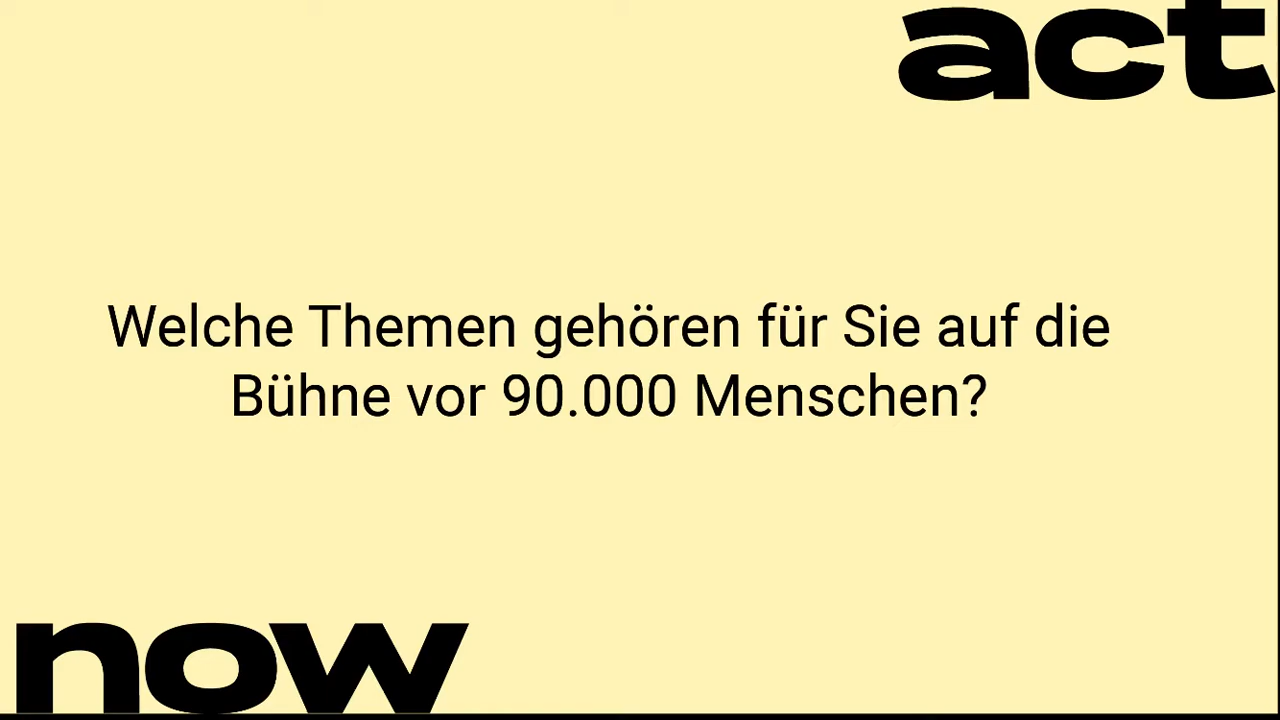 act
Welche Themen gehören für Sie auf die
Bühne vor 90.000 Menschen?
now